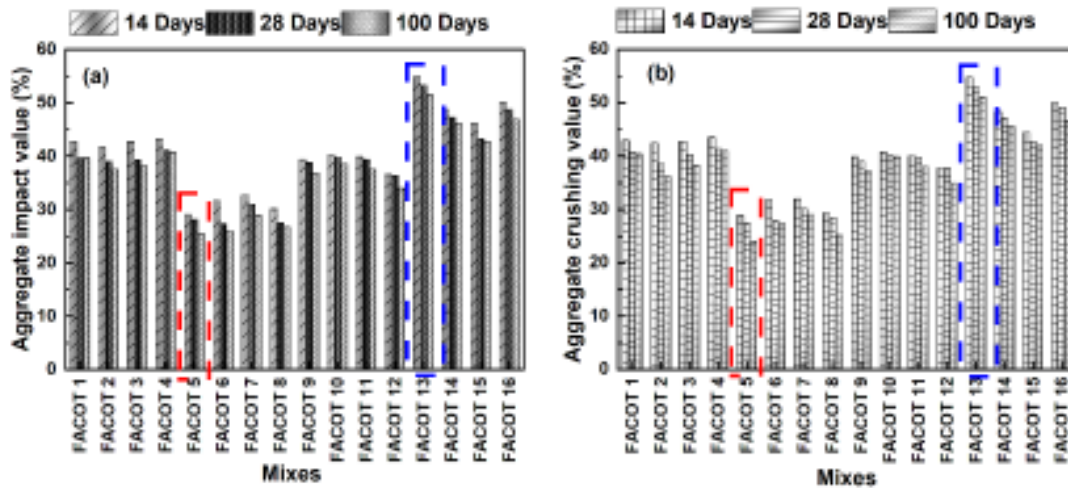 14 Days 28 Days 100 Days
(a)
Aggregate impact value (%)
60
50
40
30
20
10
0
FACOT 1
FACOT 2
FACOT 3
FACOT 4
FACOT 5
FACOT 6
FACOT 7
FACOT 8
FACOT 9
FACOT 10
FACOT 11
FACOT 12
FACOT 13
FACOT 14
FACOT 15
FACOT 16
Mixes
14 Days 28 Days 100 Days
(b)
Aggregate crushing value (%)
60
50
40
30
20
10
0
FACOT 1
FACOT 2
FACOT 3
FACOT 4
FACOT 5
FACOT 6
FACOT 7
FACOT 8
FACOT 9
FACOT 10
FACOT 11
FACOT 12
FACOT 13
FACOT 14
FACOT 15
FACOT 16
Mixes